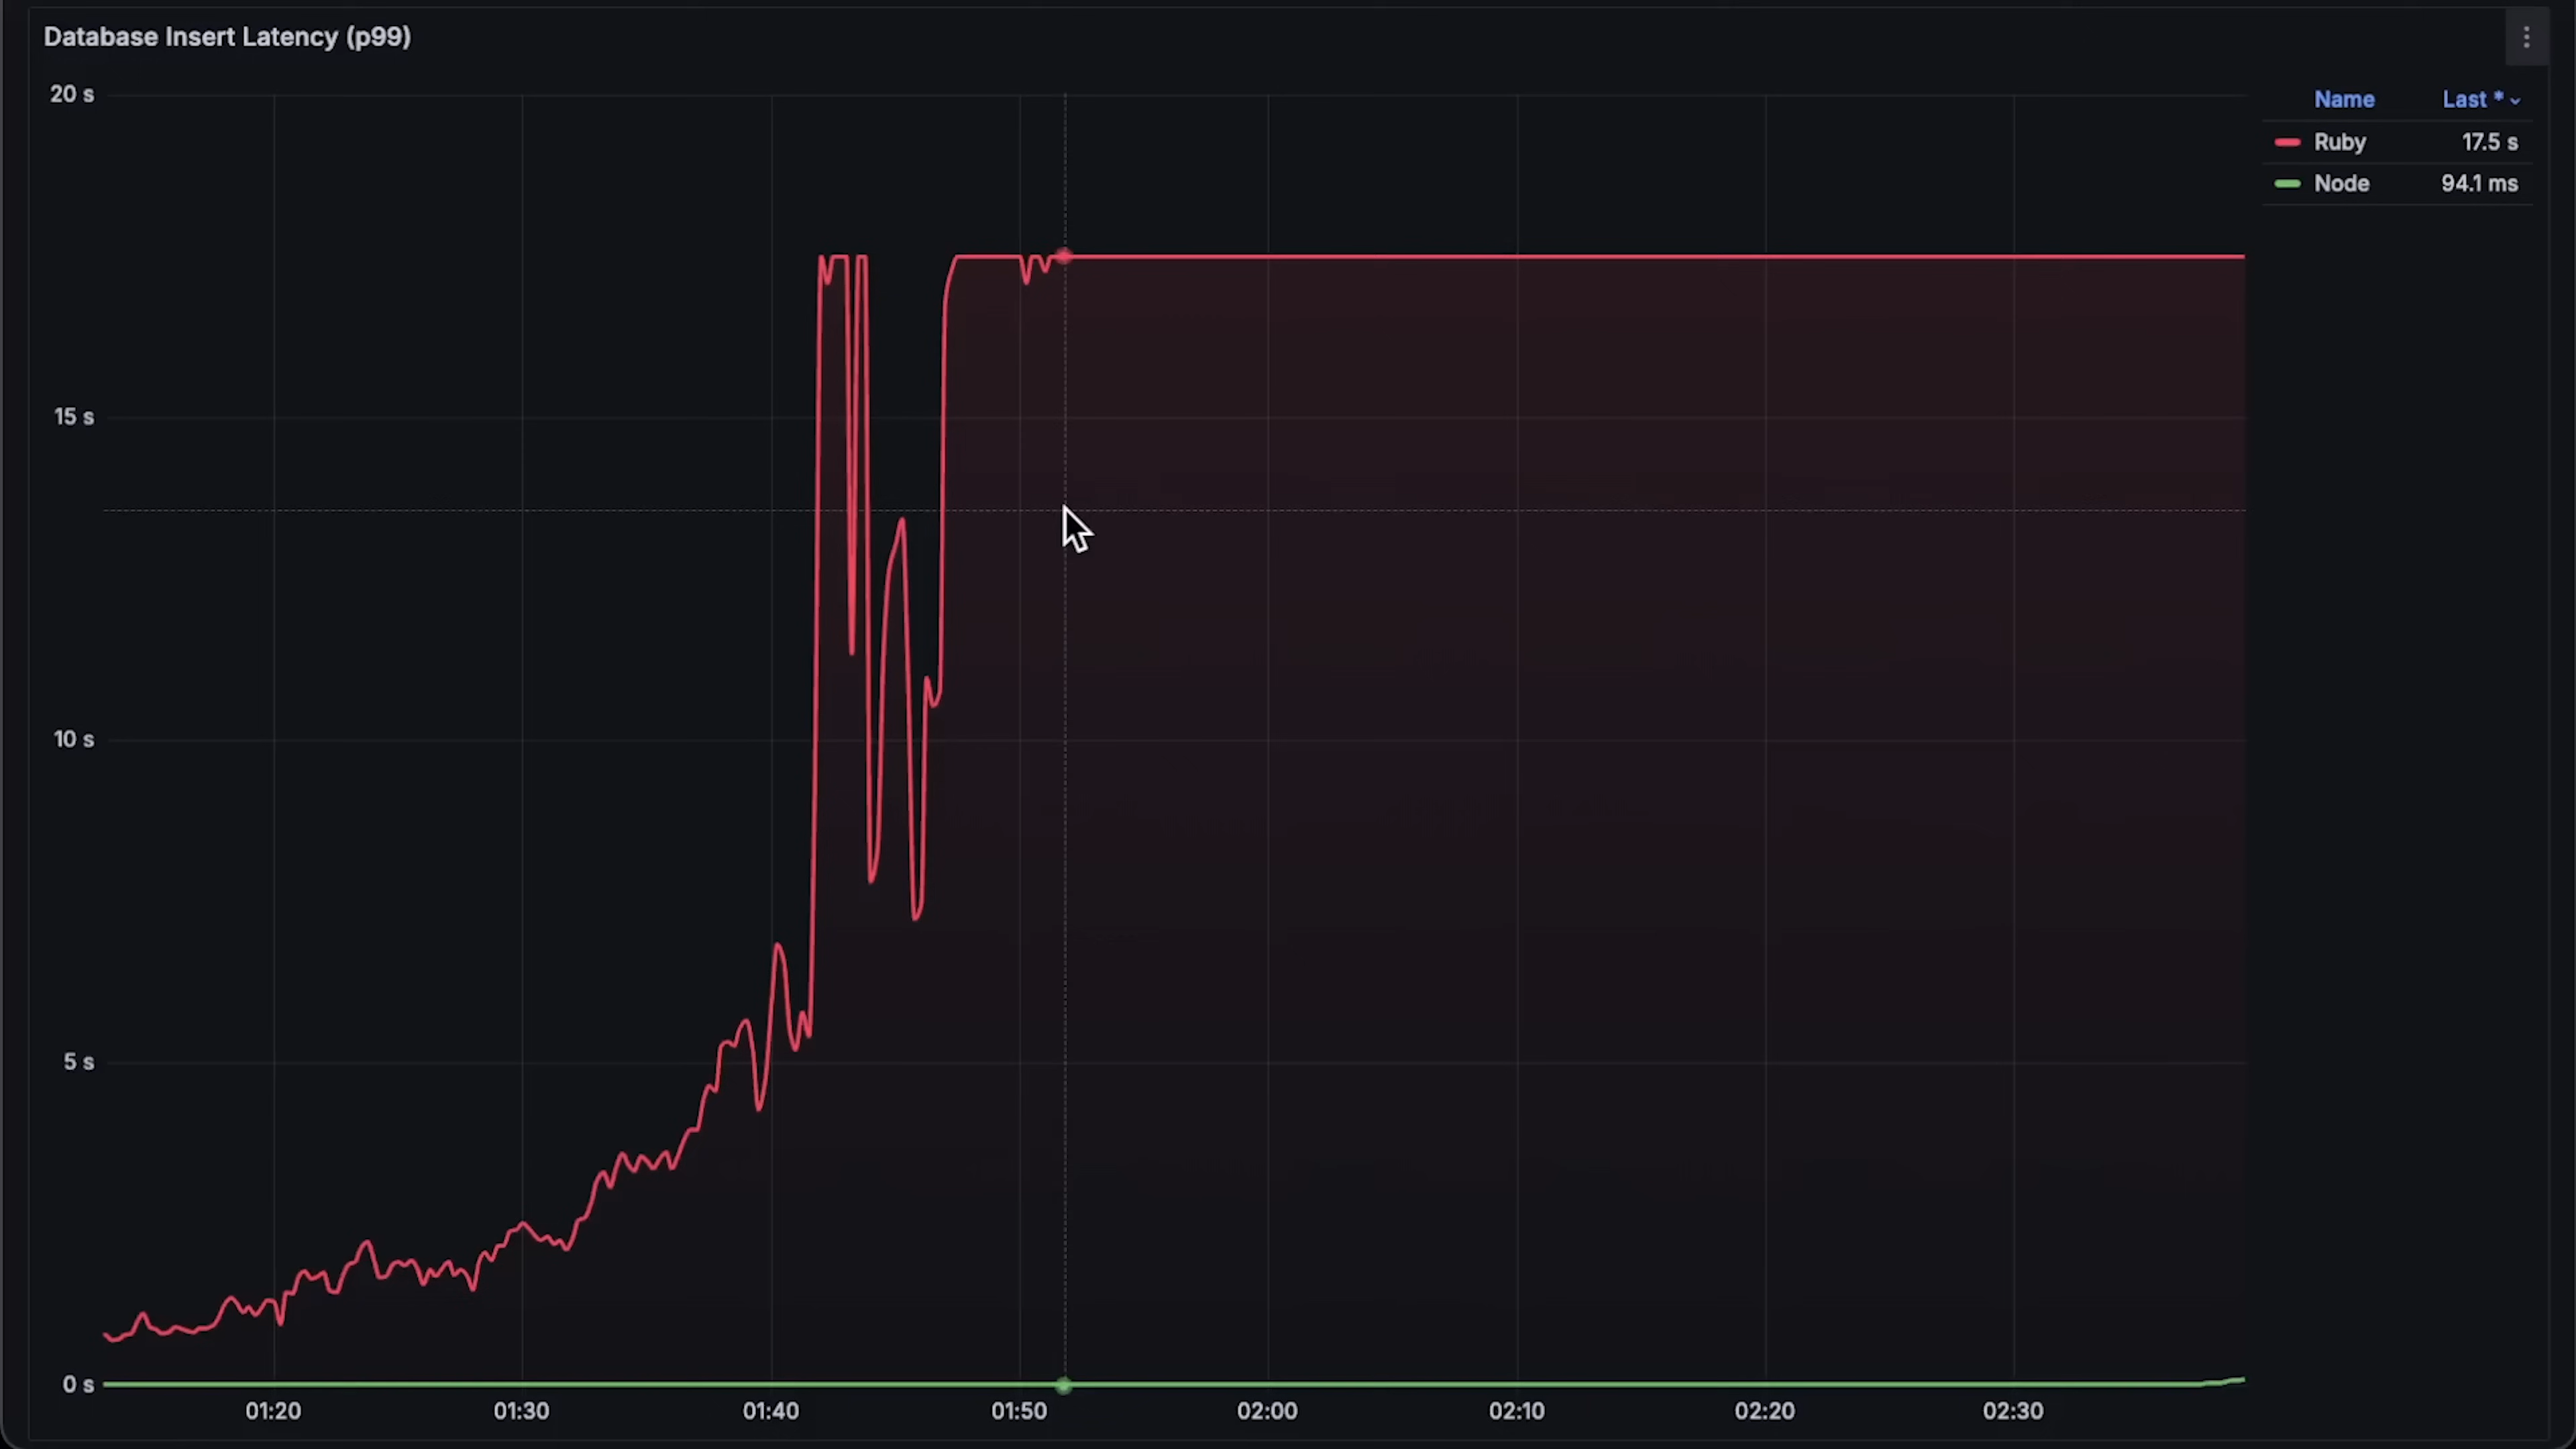 Database Insert Latency (p99)
Name Last *
Ruby 17.5 s
Node 94.1 ms
20 s
15 s
10 s
5 s
0 s
01:20 01:30 01:40 01:50 02:00 02:10 02:20 02:30